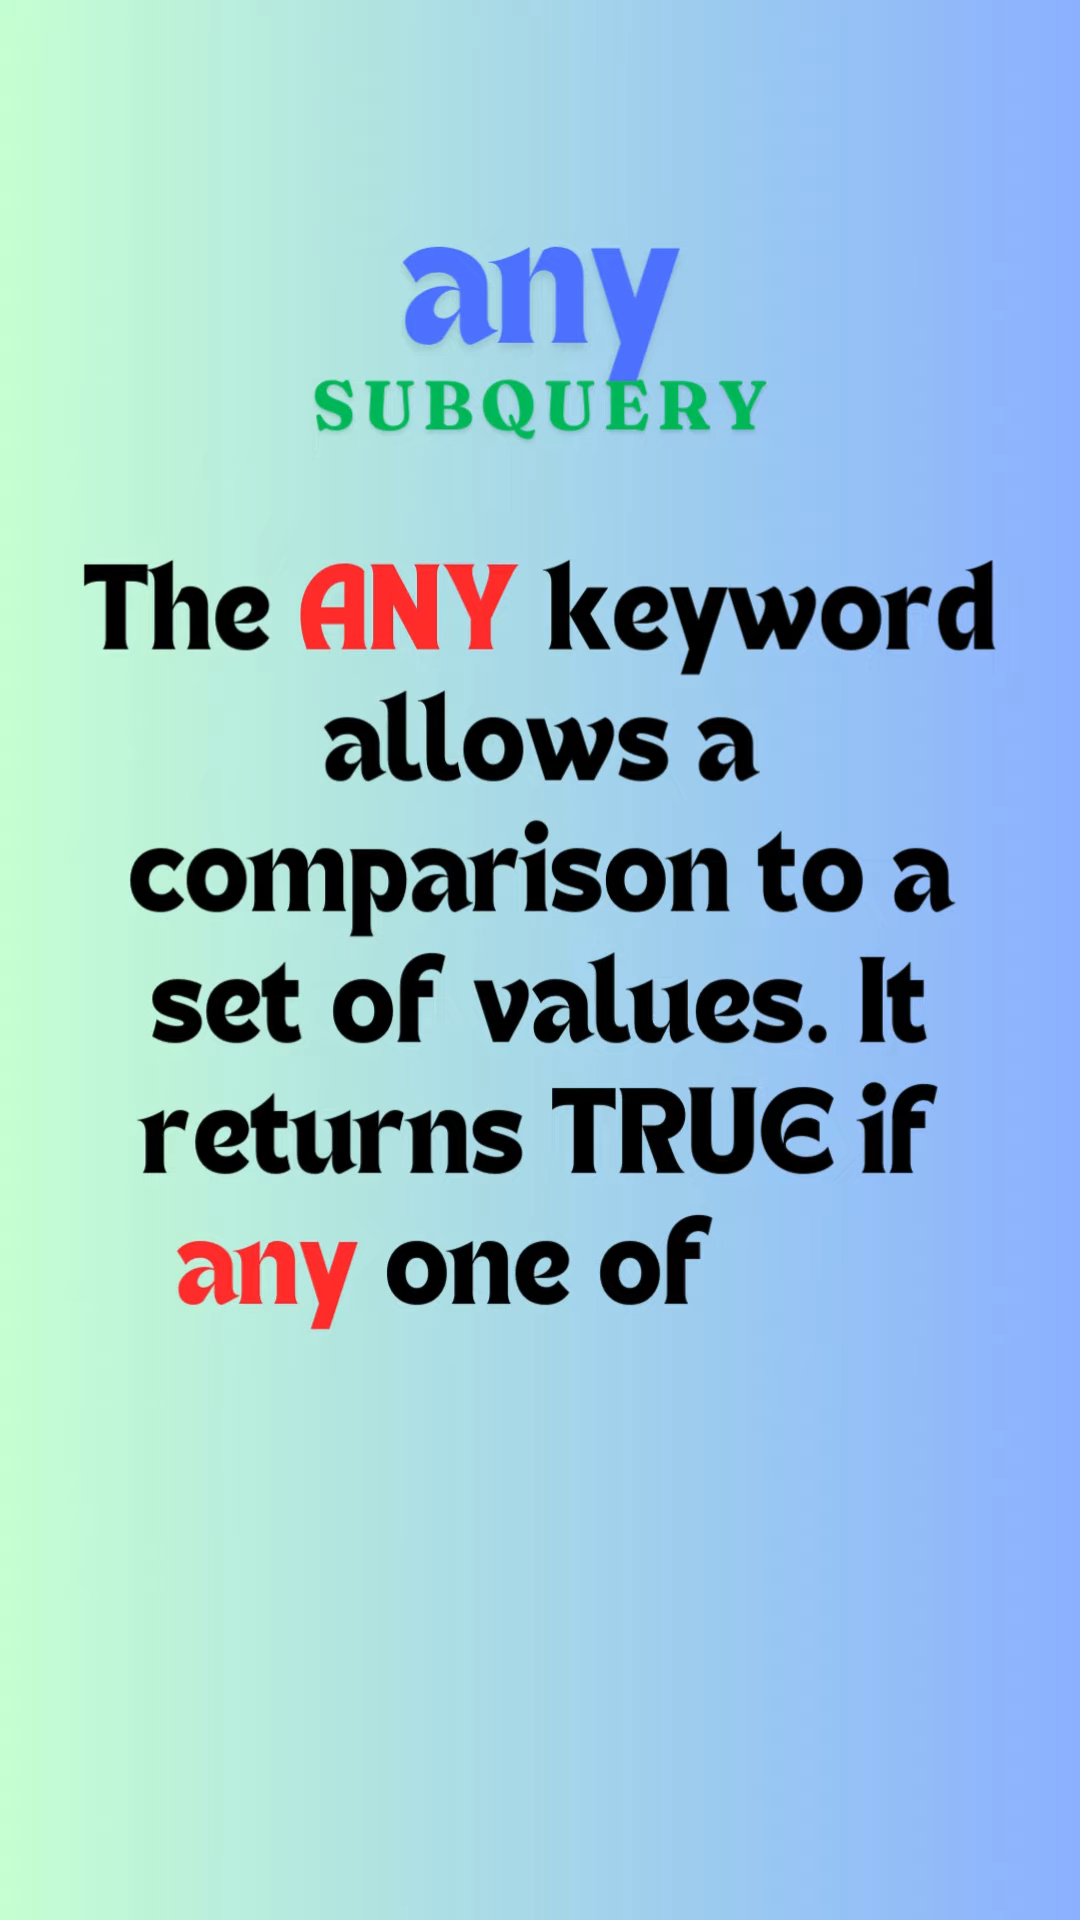 any
SUBQUERY
The ANY keyword
allows a
comparison to a
set of values. It
returns TRUE if
any one of